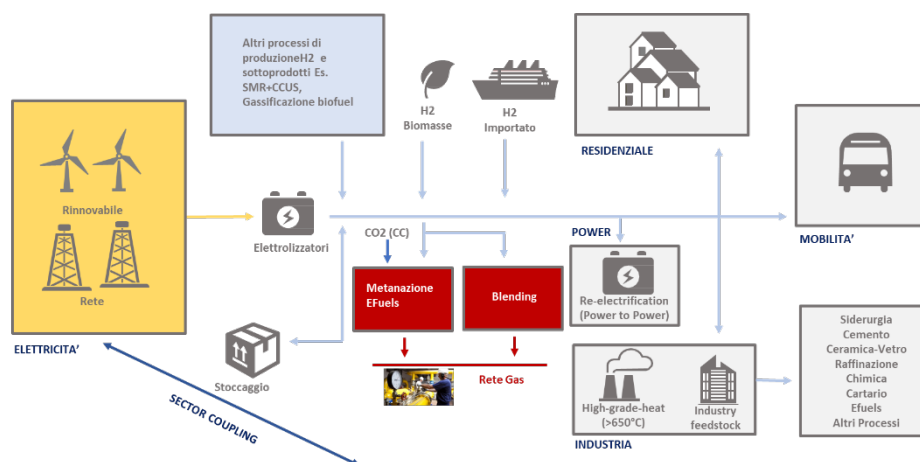 Altri processi di
produzioneH2 e
sottoprodotti Es.
SMR+CCUS,
Gassificazione biofuel
H2
Biomasse
H2
Importato
RESIDENZIALE
Rinnovabile
Rete
ELETTRICITA'
Elettrolizzatori
CO2 (CC)
POWER
MOBILITA'
Metanazione
EFuels
Blending
Re-electrification
(Power to Power)
Stoccaggio
Rete Gas
SECTOR COUPLING
High-grade-heat
(>650°C)
Industry
feedstock
INDUSTRIA
Siderurgia
Cemento
Ceramica-Vetro
Raffinazione
Chimica
Cartario
Efuels
Altri Processi